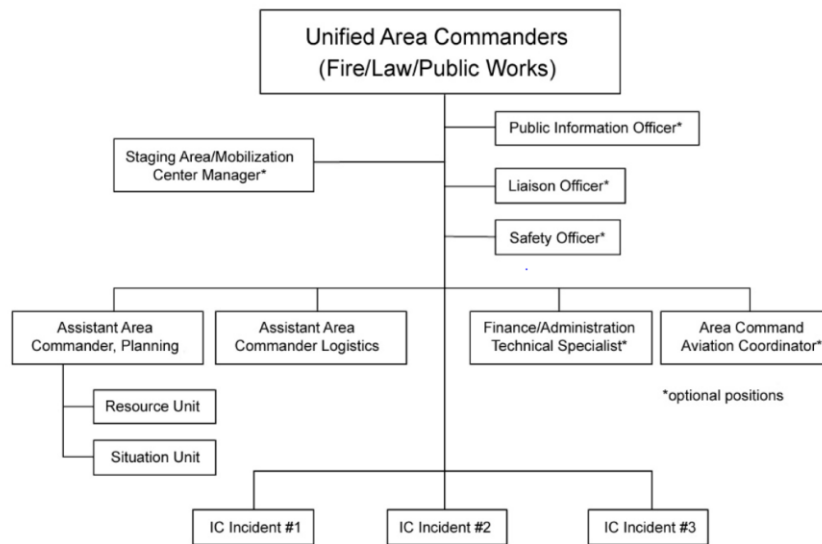 Unified Area Commanders
(Fire/Law/Public Works)
Public Information Officer*
Staging Area/Mobilization
Center Manager*
Liaison Officer*
Safety Officer*
Assistant Area
Commander, Planning
Assistant Area
Commander Logistics
Finance/Administration
Technical Specialist*
Area Command
Aviation Coordinator*
*optional positions
Resource Unit
Situation Unit
IC Incident #1
IC Incident #2
IC Incident #3